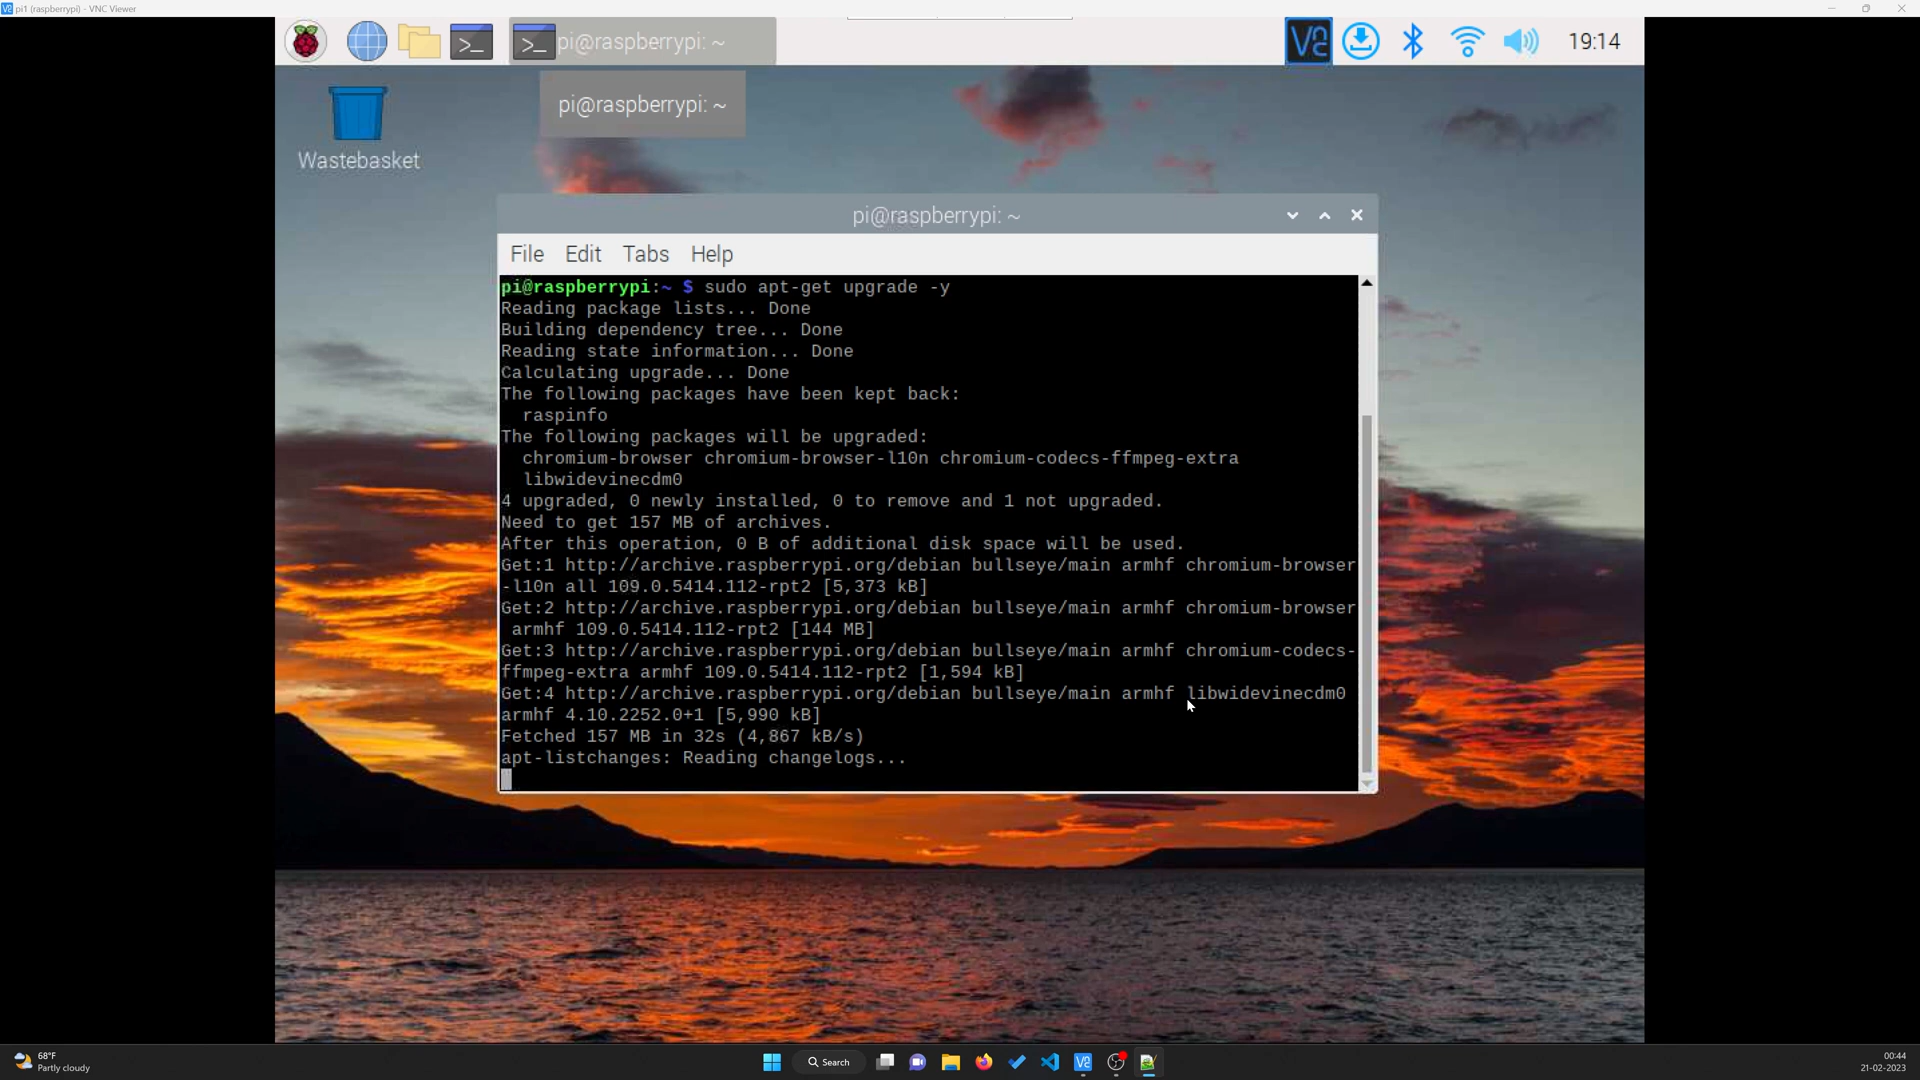 pi1 (raspberrypi) - VNC Viewer
pi@raspberrypi: ~
19:14
pi@raspberrypi: ~
Wastebasket
pi@raspberrypi: ~
File Edit Tabs Help
pi@raspberrypi:~ $ sudo apt-get upgrade -y
Reading package lists... Done
Building dependency tree... Done
Reading state information... Done
Calculating upgrade... Done
The following packages have been kept back:
raspinfo
The following packages will be upgraded:
chromium-browser chromium-browser-l10n chromium-codecs-ffmpeg-extra
libwidevinecdm0
4 upgraded, 0 newly installed, 0 to remove and 1 not upgraded.
Need to get 157 MB of archives.
After this operation, 0 B of additional disk space will be used.
Get:1 http://archive.raspberrypi.org/debian bullseye/main armhf chromium-browser
-l10n all 109.0.5414.112-rpt2 [5,373 kB]
Get:2 http://archive.raspberrypi.org/debian bullseye/main armhf chromium-browser
armhf 109.0.5414.112-rpt2 [144 MB]
Get:3 http://archive.raspberrypi.org/debian bullseye/main armhf chromium-codecs-
ffmpeg-extra armhf 109.0.5414.112-rpt2 [1,594 kB]
Get:4 http://archive.raspberrypi.org/debian bullseye/main armhf libwidevinecdm0
armhf 4.10.2252.0+1 [5,990 kB]
Fetched 157 MB in 32s (4,867 kB/s)
apt-listchanges: Reading changelogs...
68°F
Partly cloudy
Search
00:44
21-02-2023